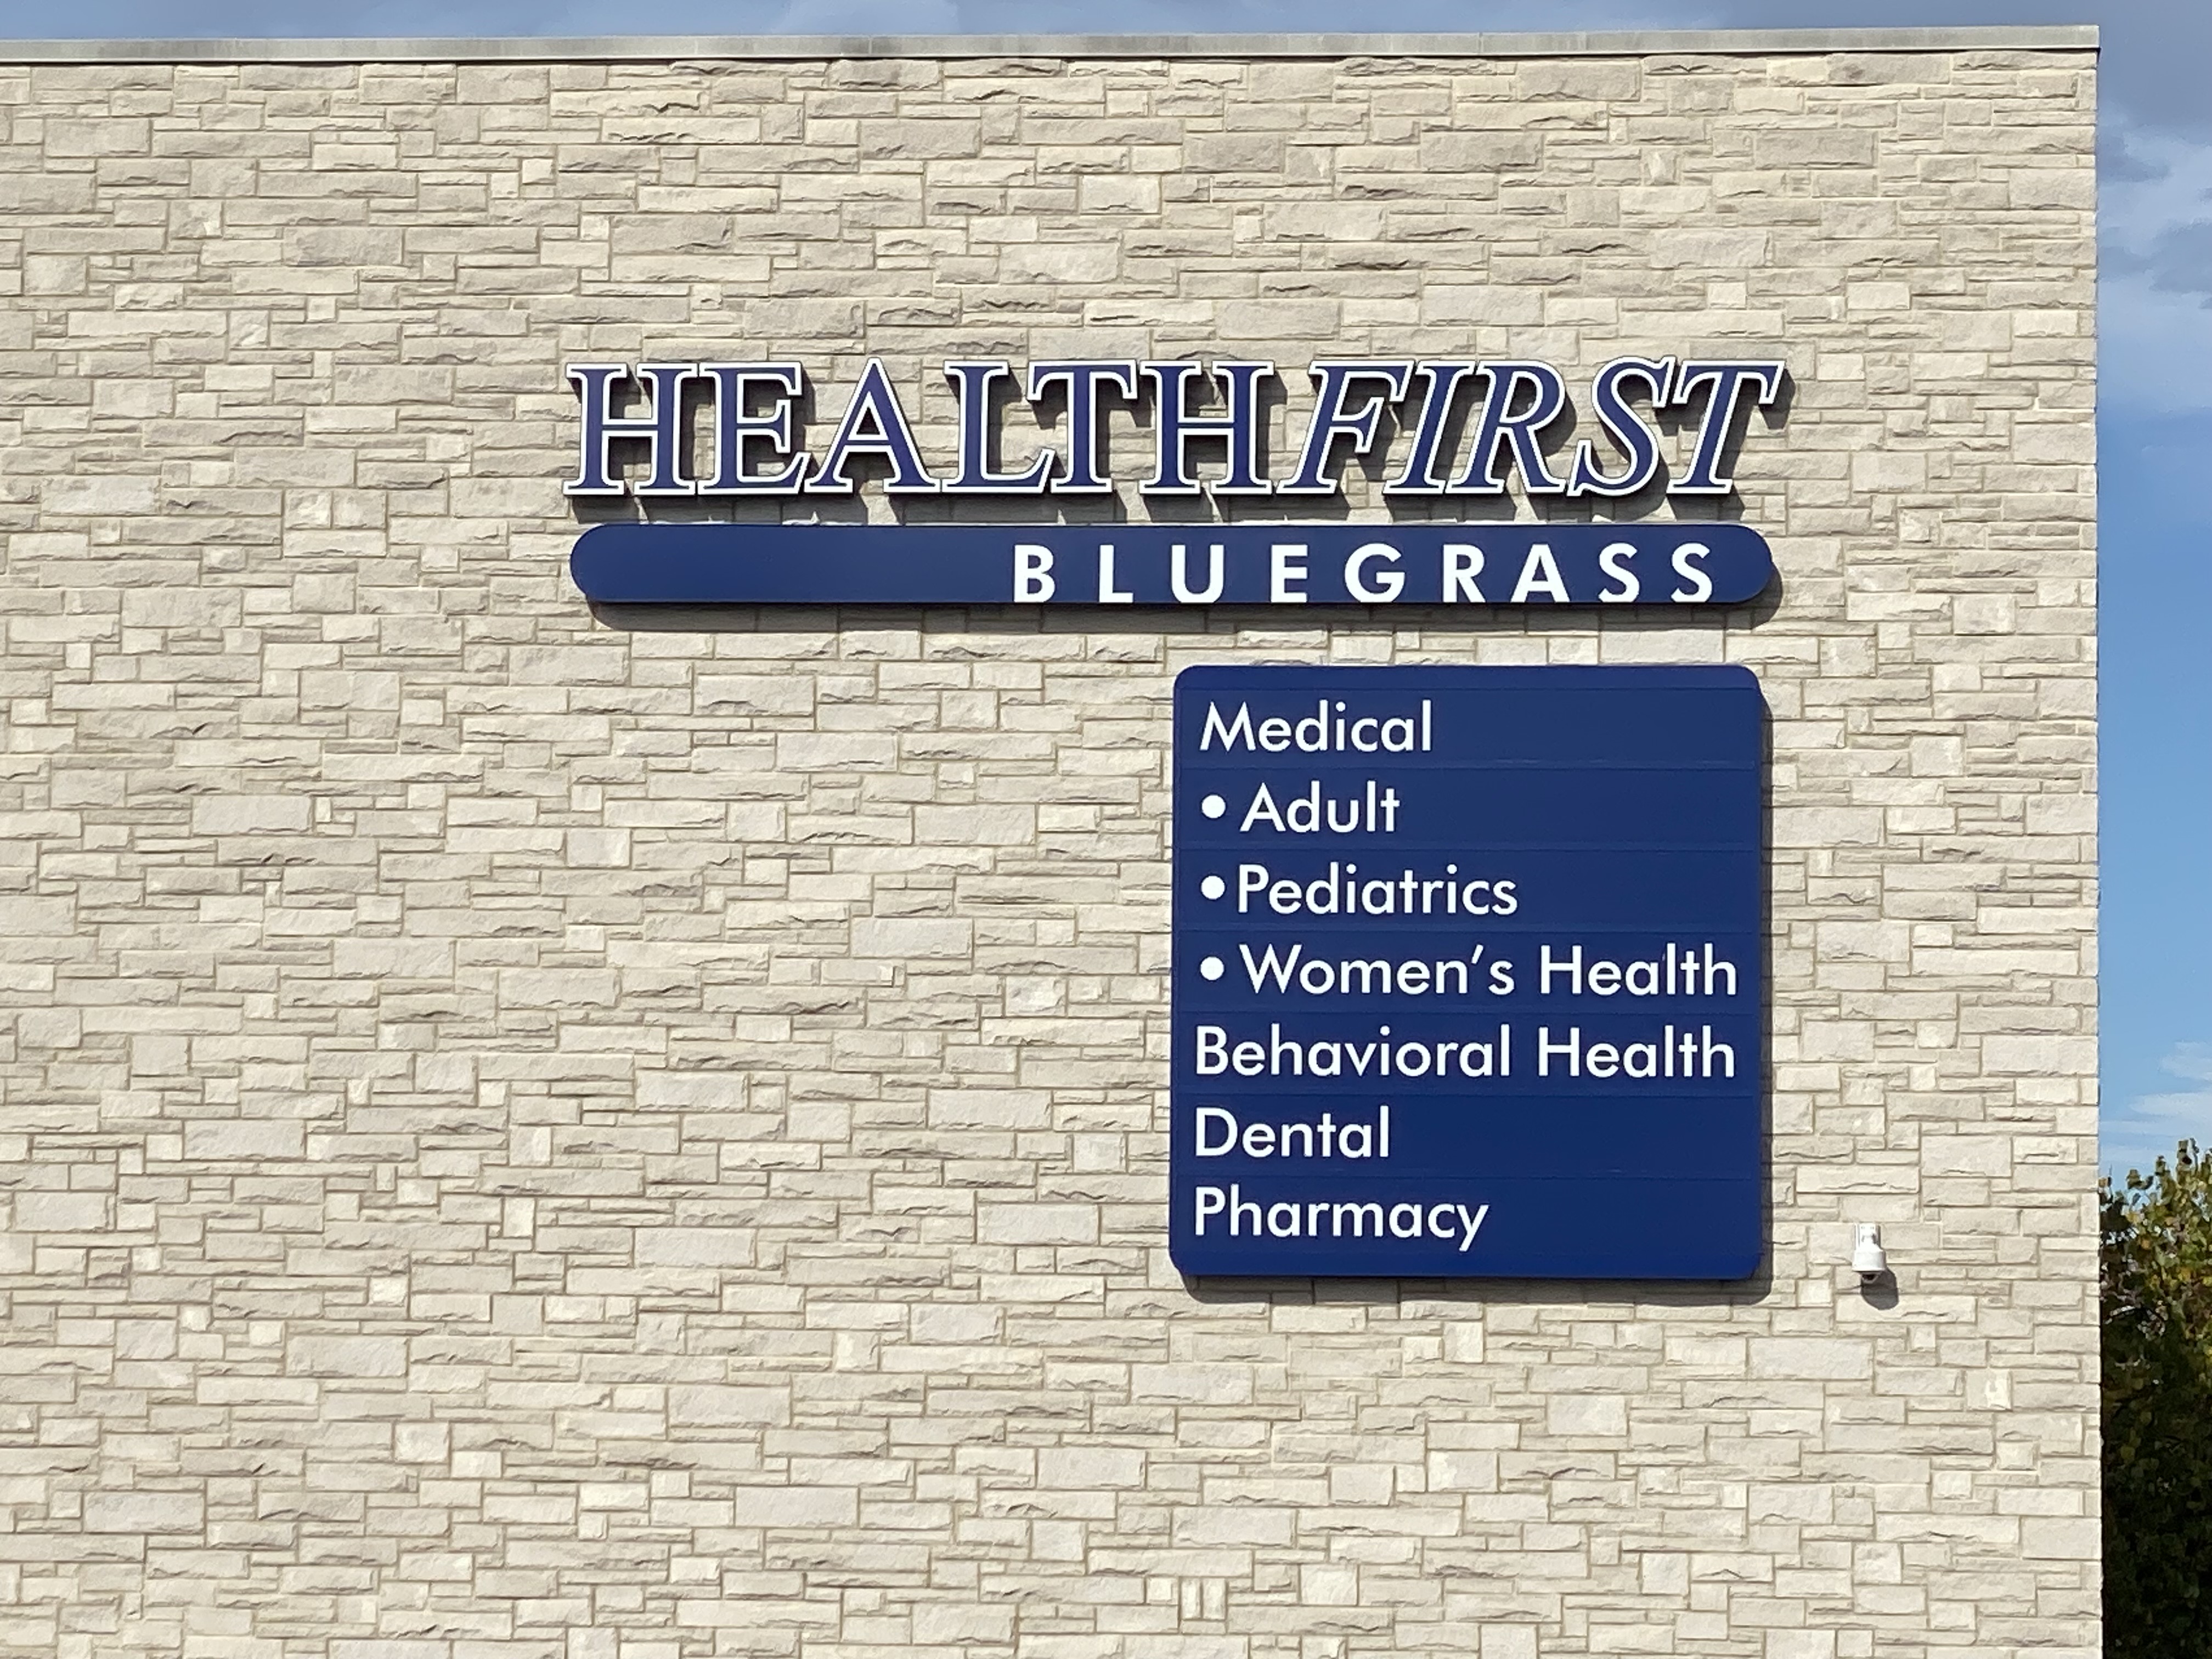 HEALTHFIRST
BLUEGRASS
Medical
• Adult
• Pediatrics
• Women’s Health
Behavioral Health
Dental
Pharmacy